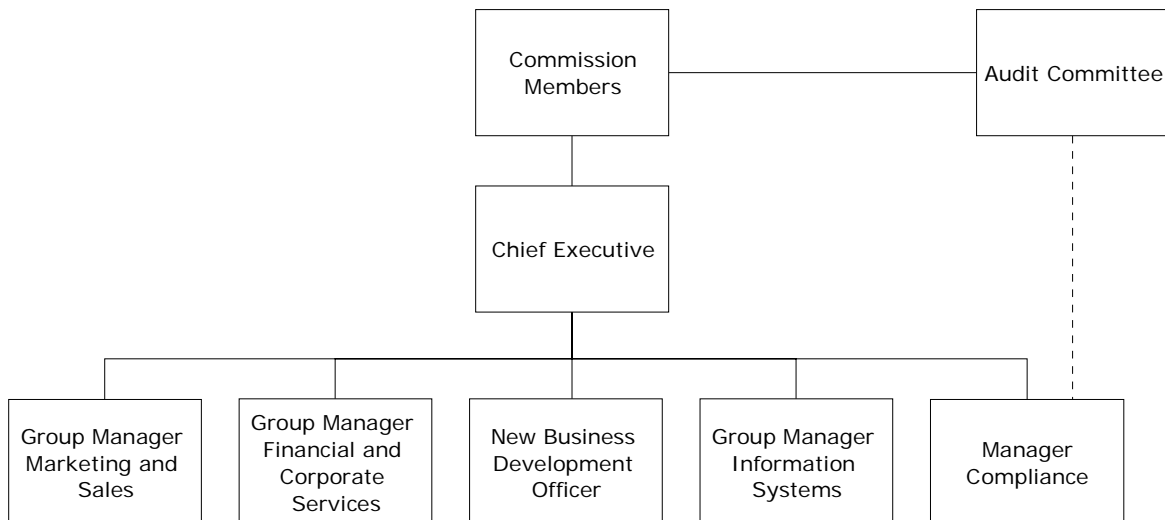 Commission
Members
Audit Committee
Chief Executive
Group Manager
Marketing and
Sales
Group Manager
Financial and
Corporate
Services
New Business
Development
Officer
Group Manager
Information
Systems
Manager
Compliance